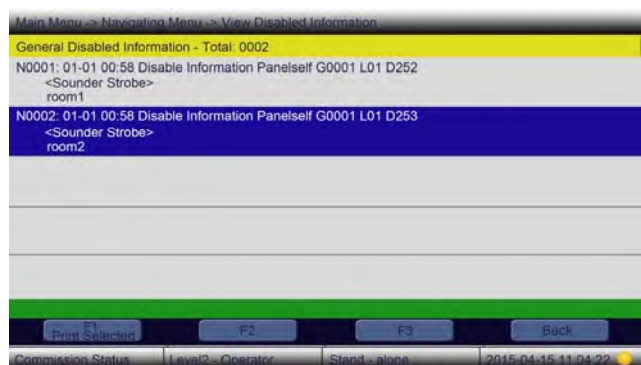 Main Menu -> Navigating Menu -> View Disabled Information
General Disabled Information - Total: 0002
N0001: 01-01 00:58 Disable Information Panelself G0001 L01 D252
<Sounder Strobe>
room1
N0002: 01-01 00:58 Disable Information Panelself G0001 L01 D253
<Sounder Strobe>
room2
F1
Print Selected
F2
F3
Back
Commission Status
Level2 - Operator
Stand - alone
2015-04-15 11:04:22